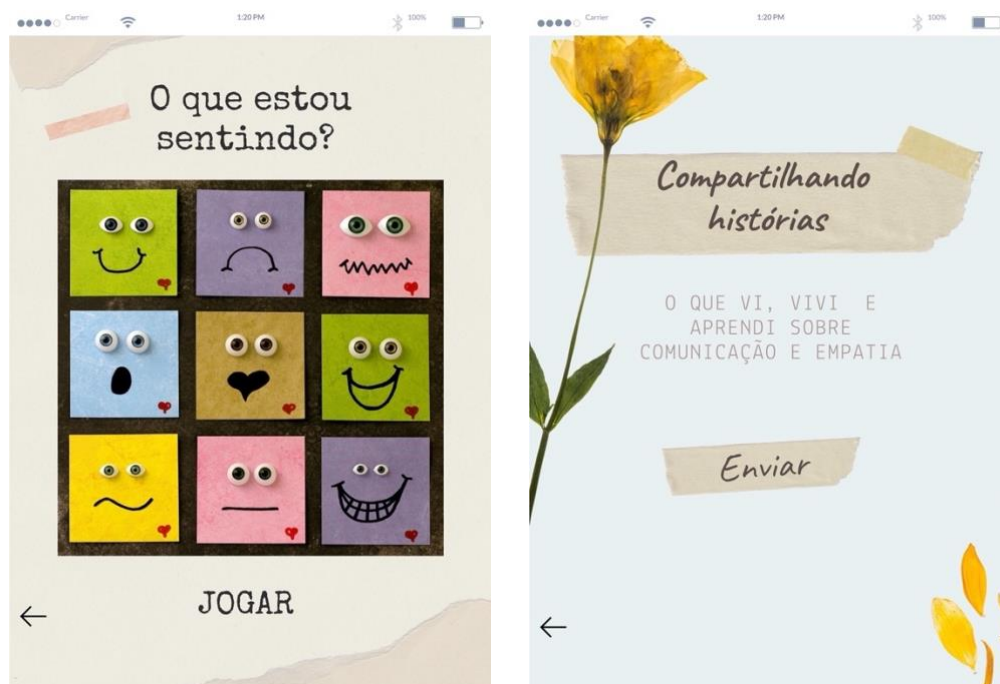 Carrier
1:20 PM
100%
O que estou
sentindo?
JOGAR
Carrier
1:20 PM
100%
Compartilhando
histórias
O QUE VI, VIVI E
APRENDI SOBRE
COMUNICAÇÃO E EMPATIA
Enviar